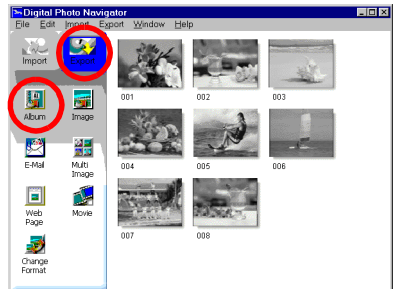 Digital Photo Navigator
File Edit Import Export Window Help
Import Export
001 002 003
Album Image
004 005 006
E-Mail Multi Image
007 008
Web Page Movie
Change Format